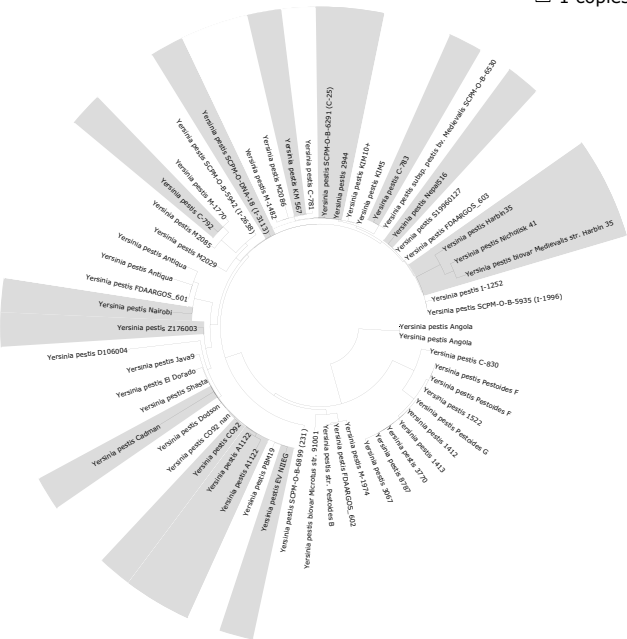 1 copies
Yersinia pestis SCPM-O-B-6291 (C-25)
Yersinia pestis 2944
Yersinia pestis KIM10+
Yersinia pestis KIM5
Yersinia pestis C-783
Yersinia pestis subsp. pestis bv. Medievalis SCPM-O-B-6530
Yersinia pestis Nepal516
Yersinia pestis S19960127
Yersinia pestis FDAARGOS_603
Yersinia pestis Harbin35
Yersinia pestis Nicholisk 41
Yersinia pestis biovar Medievalis str. Harbin 35
Yersinia pestis I-1252
Yersinia pestis SCPM-O-B-5935 (I-1996)
Yersinia pestis Angola
Yersinia pestis Angola
Yersinia pestis C-830
Yersinia pestis Pestoides F
Yersinia pestis Pestoides F
Yersinia pestis 1522
Yersinia pestis Pestoides G
Yersinia pestis 1412
Yersinia pestis 1413
Yersinia pestis 3770
Yersinia pestis 8787
Yersinia pestis 3067
Yersinia pestis M-1974
Yersinia pestis FDAARGOS_602
Yersinia pestis str. Pestoides B
Yersinia pestis biovar Microtus str. 91001
Yersinia pestis SCPM-O-B-6899 (231)
Yersinia pestis EV NIIEG
Yersinia pestis PBM19
Yersinia pestis A1122
Yersinia pestis A1122
Yersinia pestis CO92
Yersinia pestis CO92_nan
Yersinia pestis Dodson
Yersinia pestis Cadman
Yersinia pestis Shasta
Yersinia pestis El Dorado
Yersinia pestis Java9
Yersinia pestis D106004
Yersinia pestis Z176003
Yersinia pestis Nairobi
Yersinia pestis FDAARGOS_601
Yersinia pestis Antiqua
Yersinia pestis Antiqua
Yersinia pestis M2029
Yersinia pestis M2085
Yersinia pestis C-792
Yersinia pestis M-1770
Yersinia pestis SCPM-O-B-5942 (I-2638)
Yersinia pestis SCPM-O-DNA-18 (I-3113)
Yersinia pestis M-1482
Yersinia pestis M2086
Yersinia pestis KM 567
Yersinia pestis C-781